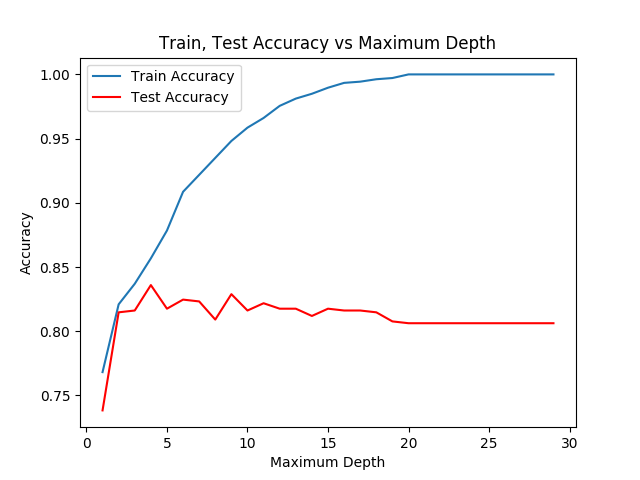 Train, Test Accuracy vs Maximum Depth
Train Accuracy
Test Accuracy
1.00
0.95
0.90
0.85
0.80
0.75
Accuracy
0 5 10 15 20 25 30
Maximum Depth